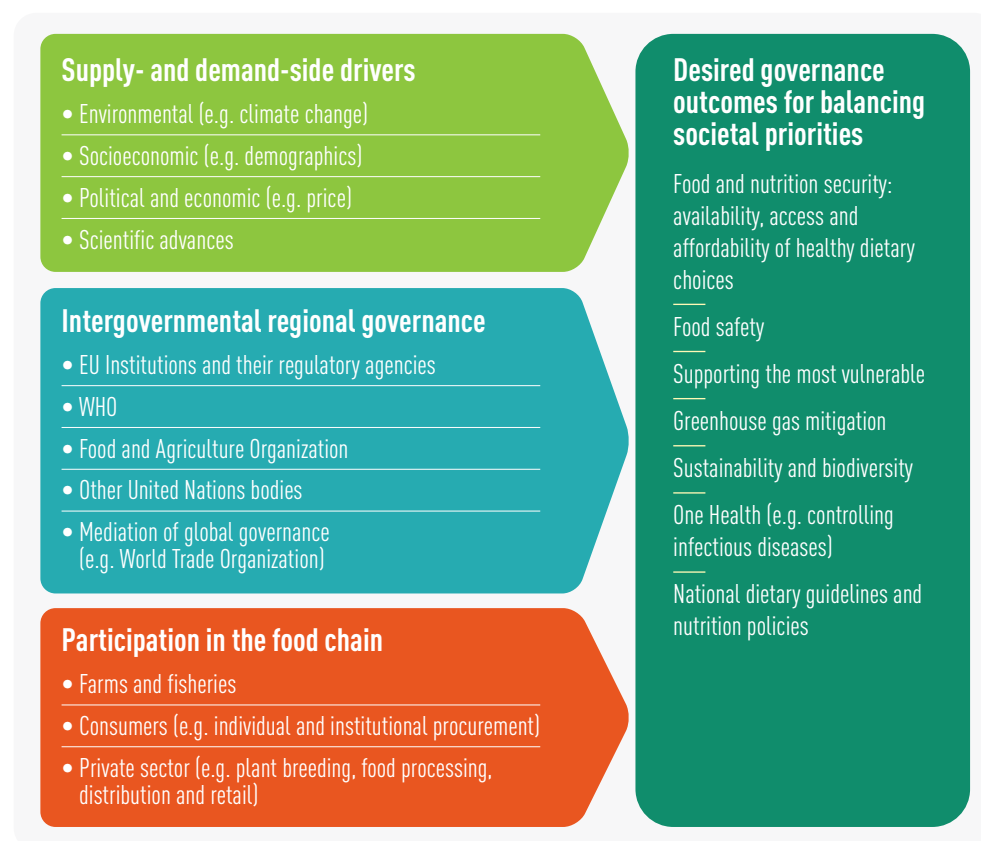 Supply- and demand-side drivers
• Environmental (e.g. climate change)
• Socioeconomic (e.g. demographics)
• Political and economic (e.g. price)
• Scientific advances
Intergovernmental regional governance
• EU Institutions and their regulatory agencies
• WHO
• Food and Agriculture Organization
• Other United Nations bodies
• Mediation of global governance
(e.g. World Trade Organization)
Participation in the food chain
• Farms and fisheries
• Consumers (e.g. individual and institutional procurement)
• Private sector (e.g. plant breeding, food processing,
distribution and retail)
Desired governance
outcomes for balancing
societal priorities
Food and nutrition security:
availability, access and
affordability of healthy dietary
choices
Food safety
Supporting the most vulnerable
Greenhouse gas mitigation
Sustainability and biodiversity
One Health (e.g. controlling
infectious diseases)
National dietary guidelines and
nutrition policies